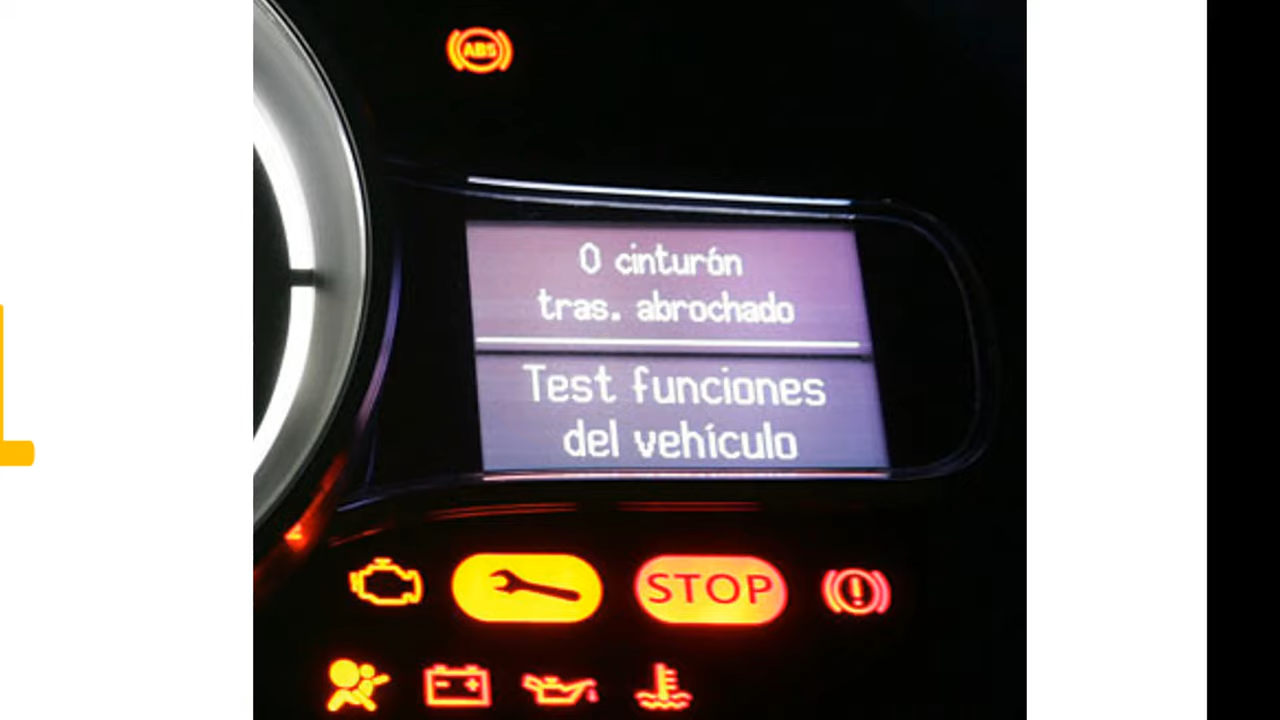 ABS
0 cinturón
tras. abrochado
Test funciones
del vehículo
STOP